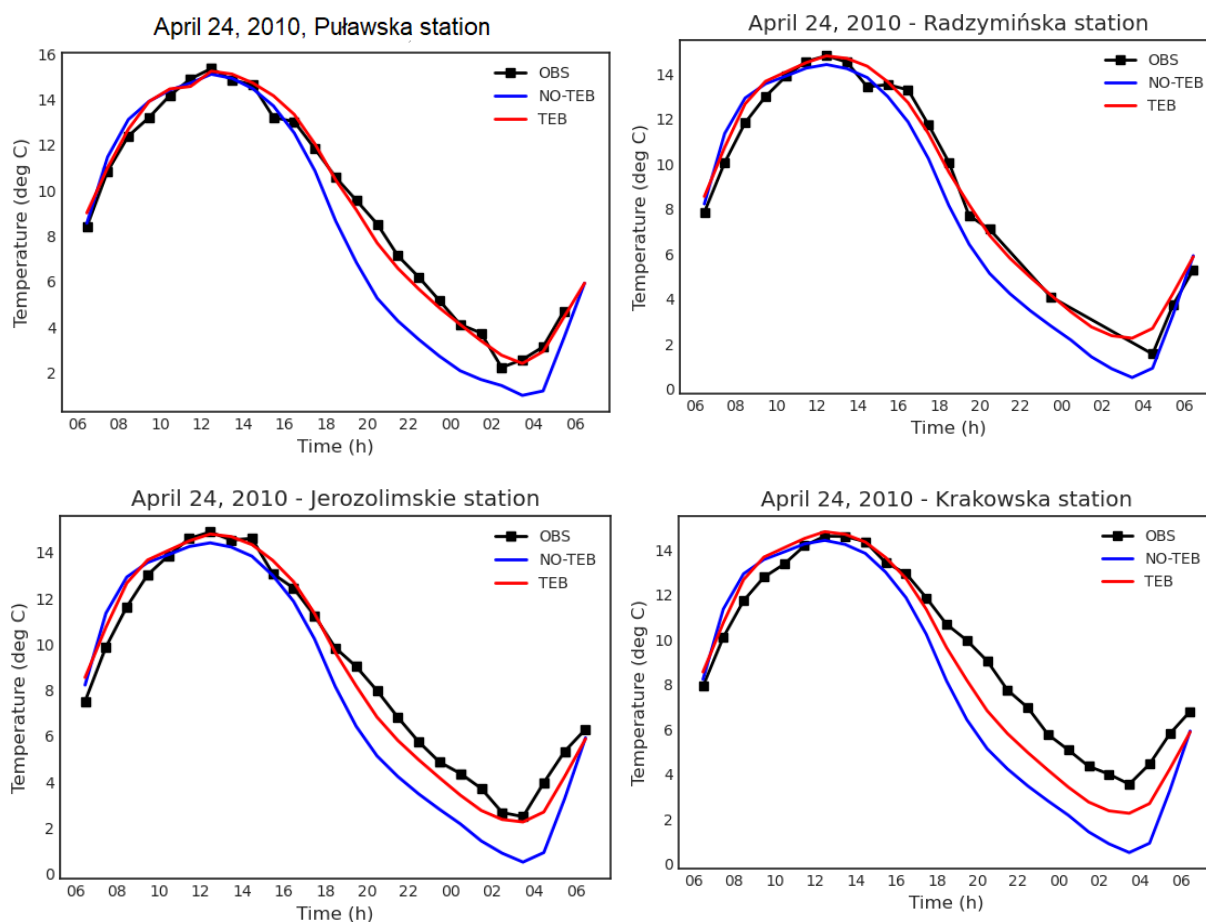 April 24, 2010, Puławska station
16
14
12
10
8
6
4
2
Temperature (deg C)
OBS
NO-TEB
TEB
06 08 10 12 14 16 18 20 22 00 02 04 06
Time (h)
April 24, 2010 - Radzymińska station
14
12
10
8
6
4
2
0
Temperature (deg C)
OBS
NO-TEB
TEB
06 08 10 12 14 16 18 20 22 00 02 04 06
Time (h)
April 24, 2010 - Jerozolimskie station
14
12
10
8
6
4
2
0
Temperature (deg C)
OBS
NO-TEB
TEB
06 08 10 12 14 16 18 20 22 00 02 04 06
Time (h)
April 24, 2010 - Krakowska station
14
12
10
8
6
4
2
0
Temperature (deg C)
OBS
NO-TEB
TEB
06 08 10 12 14 16 18 20 22 00 02 04 06
Time (h)